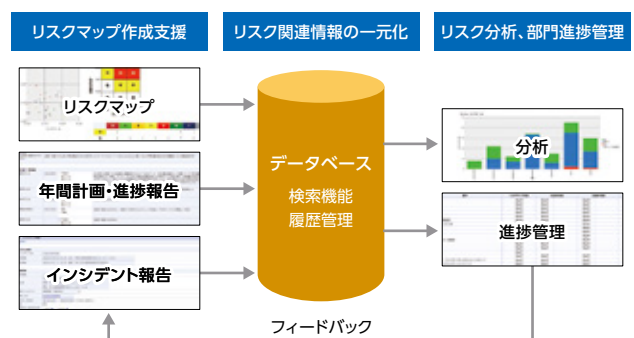 リスクマップ作成支援
リスク関連情報の一元化
リスク分析、部門進捗管理
リスクマップ
年間計画・進捗報告
インシデント報告
データベース
検索機能
履歴管理
分析
進捗管理
フィードバック